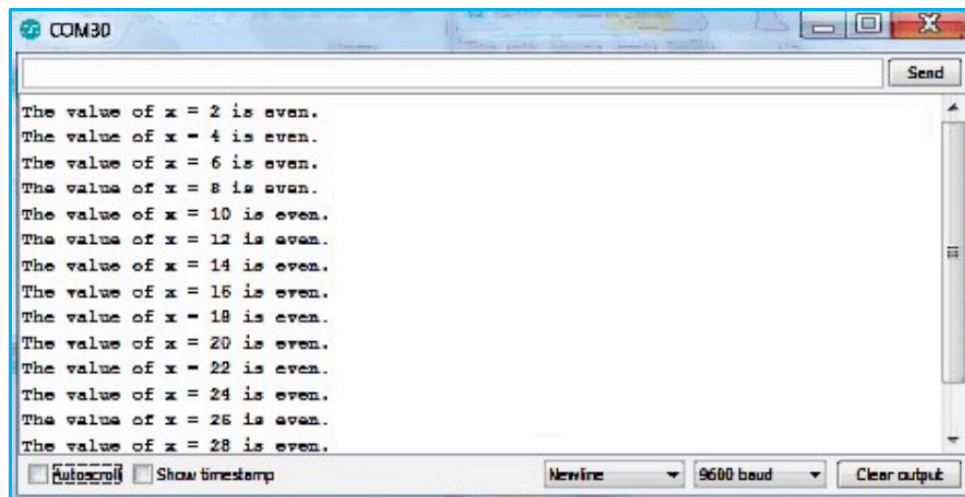 COM30
Send
The value of x = 2 is even.
The value of x = 4 is even.
The value of x = 6 is even.
The value of x = 8 is even.
The value of x = 10 is even.
The value of x = 12 is even.
The value of x = 14 is even.
The value of x = 16 is even.
The value of x = 18 is even.
The value of x = 20 is even.
The value of x = 22 is even.
The value of x = 24 is even.
The value of x = 26 is even.
The value of x = 28 is even.
Autoscroll Show timestamp Newline 9600 baud Clear output